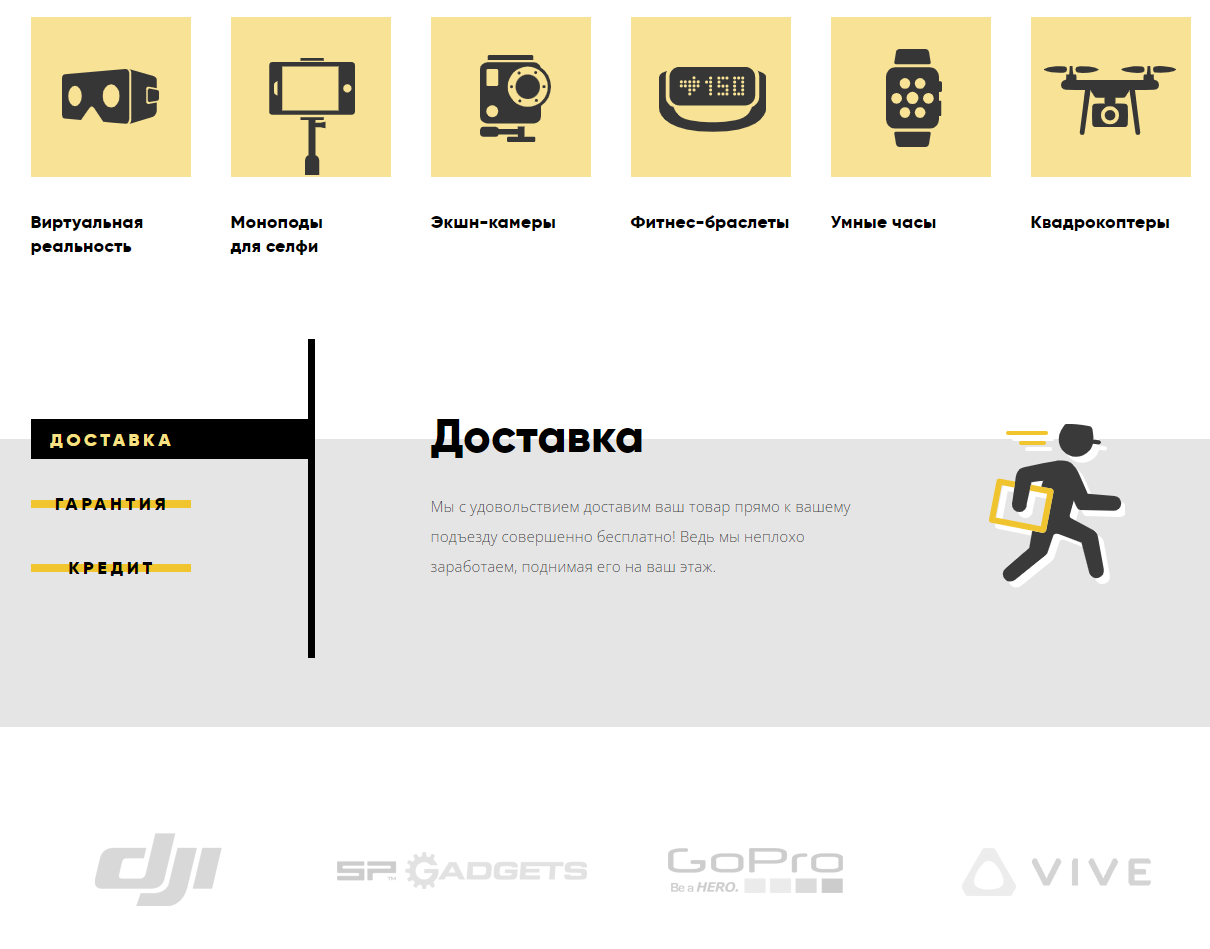 150
Виртуальная
реальность
Моноподы
для селфи
Экшн-камеры
Фитнес-браслеты
Умные часы
Квадрокоптеры
ДОСТАВКА
ГАРАНТИЯ
КРЕДИТ
Доставка
Мы с удовольствием доставим ваш товар прямо к вашему
подъезду совершенно бесплатно! Ведь мы неплохо
заработаем, поднимая его на ваш этаж.
dji
SP GADGETS
GoPro
Be a HERO.
VIVE